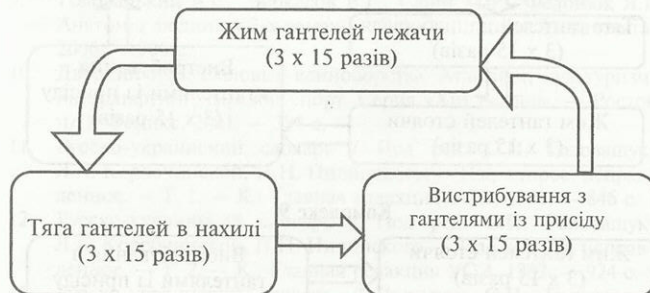 Жим гантелей лежачи
(3 х 15 разів)
Тяга гантелей в нахилі
(3 х 15 разів)
Вистрибування з
гантелями із присіду
(3 х 15 разів)